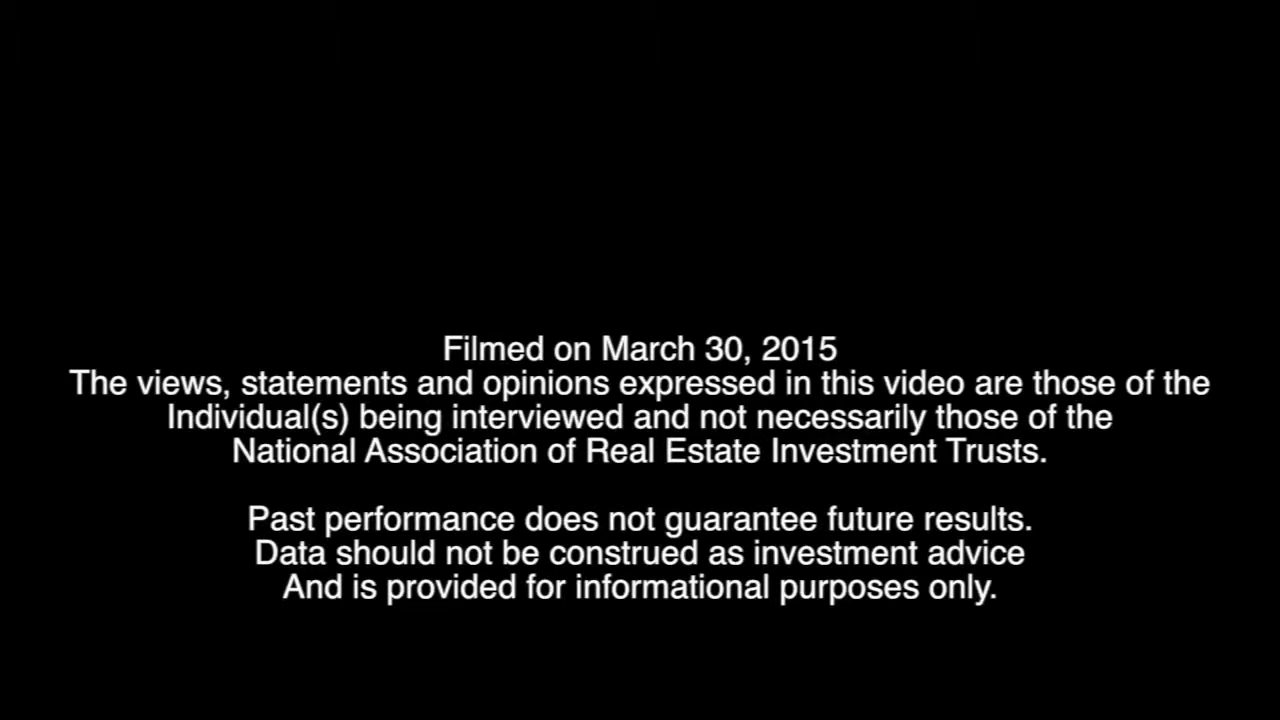 Filmed on March 30, 2015
The views, statements and opinions expressed in this video are those of the
Individual(s) being interviewed and not necessarily those of the
National Association of Real Estate Investment Trusts.
Past performance does not guarantee future results.
Data should not be construed as investment advice
And is provided for informational purposes only.